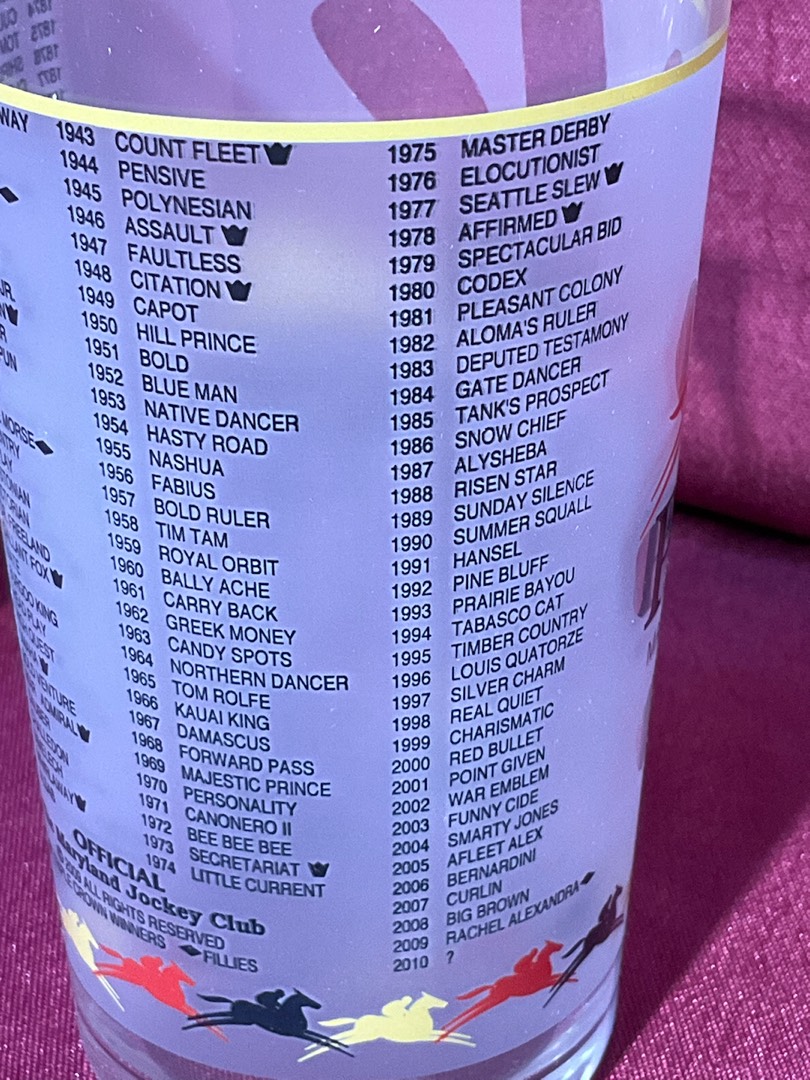 WAY
JR.
MORSE
KING
PLAY
QUEST
VENTURE
ADMIRAL
1943 COUNT FLEET
1944 PENSIVE
1945 POLYNESIAN
1946 ASSAULT
1947 FAULTLESS
1948 CITATION
1949 CAPOT
1950 HILL PRINCE
1951 BOLD
1952 BLUE MAN
1953 NATIVE DANCER
1954 HASTY ROAD
1955 NASHUA
1956 FABIUS
1957 BOLD RULER
1958 TIM TAM
1959 ROYAL ORBIT
1960 BALLY ACHE
1961 CARRY BACK
1962 GREEK MONEY
1963 CANDY SPOTS
1964 NORTHERN DANCER
1965 TOM ROLFE
1966 KAUAI KING
1967 DAMASCUS
1968 FORWARD PASS
1969 MAJESTIC PRINCE
1970 PERSONALITY
1971 CANONERO II
1972 BEE BEE BEE
1973 SECRETARIAT
1974 LITTLE CURRENT
1975 MASTER DERBY
1976 ELOCUTIONIST
1977 SEATTLE SLEW
1978 AFFIRMED
1979 SPECTACULAR BID
1980 CODEX
1981 PLEASANT COLONY
1982 ALOMA'S RULER
1983 DEPUTED TESTAMONY
1984 GATE DANCER
1985 TANK'S PROSPECT
1986 SNOW CHIEF
1987 ALYSHEBA
1988 RISEN STAR
1989 SUNDAY SILENCE
1990 SUMMER SQUALL
1991 HANSEL
1992 PINE BLUFF
1993 PRAIRIE BAYOU
1994 TABASCO CAT
1995 TIMBER COUNTRY
1996 LOUIS QUATORZE
1997 SILVER CHARM
1998 REAL QUIET
1999 CHARISMATIC
2000 RED BULLET
2001 POINT GIVEN
2002 WAR EMBLEM
2003 FUNNY CIDE
2004 SMARTY JONES
2005 AFLEET ALEX
2006 BERNARDINI
2007 CURLIN
2008 BIG BROWN
2009 RACHEL ALEXANDRA
2010 ?
OFFICIAL
Maryland Jockey Club
ALL RIGHTS RESERVED
CROWN WINNERS FILLIES